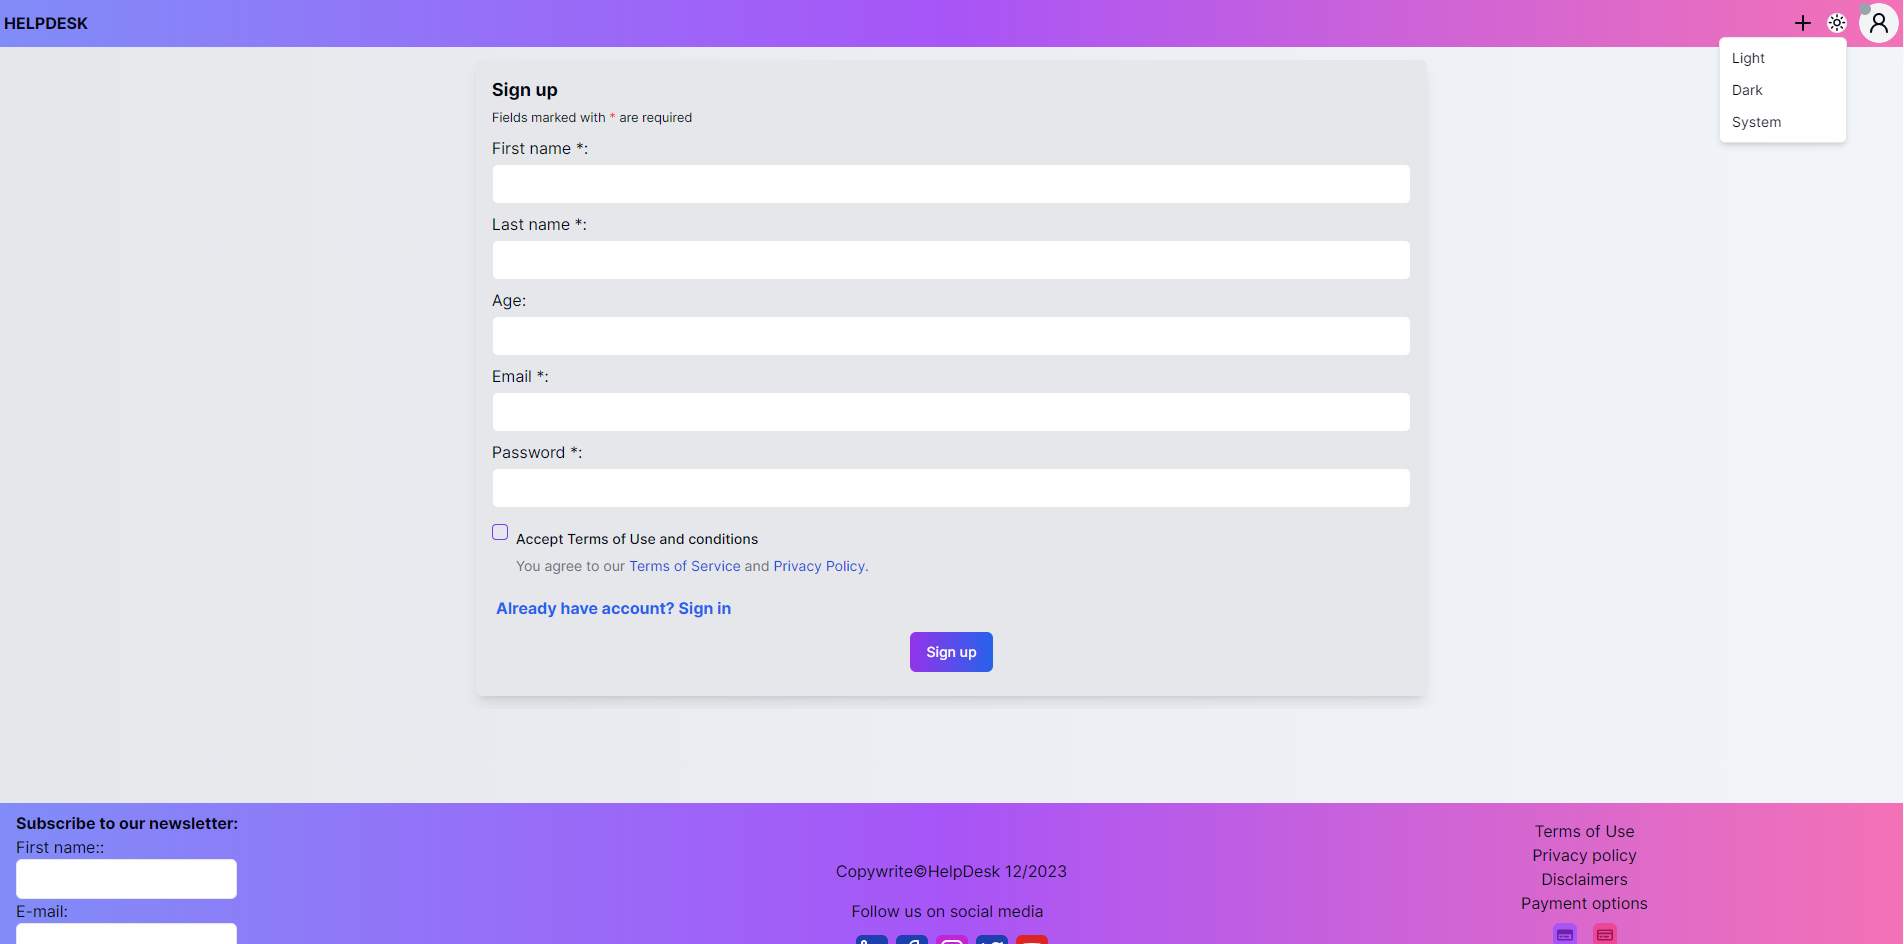 HELPDESK
Light
Dark
System
Sign up
Fields marked with * are required
First name *:
Last name *:
Age:
Email *:
Password *:
Accept Terms of Use and conditions
You agree to our Terms of Service and Privacy Policy.
Already have account? Sign in
Sign up
Subscribe to our newsletter:
First name::
E-mail:
Copywrite©HelpDesk 12/2023
Follow us on social media
Terms of Use
Privacy policy
Disclaimers
Payment options